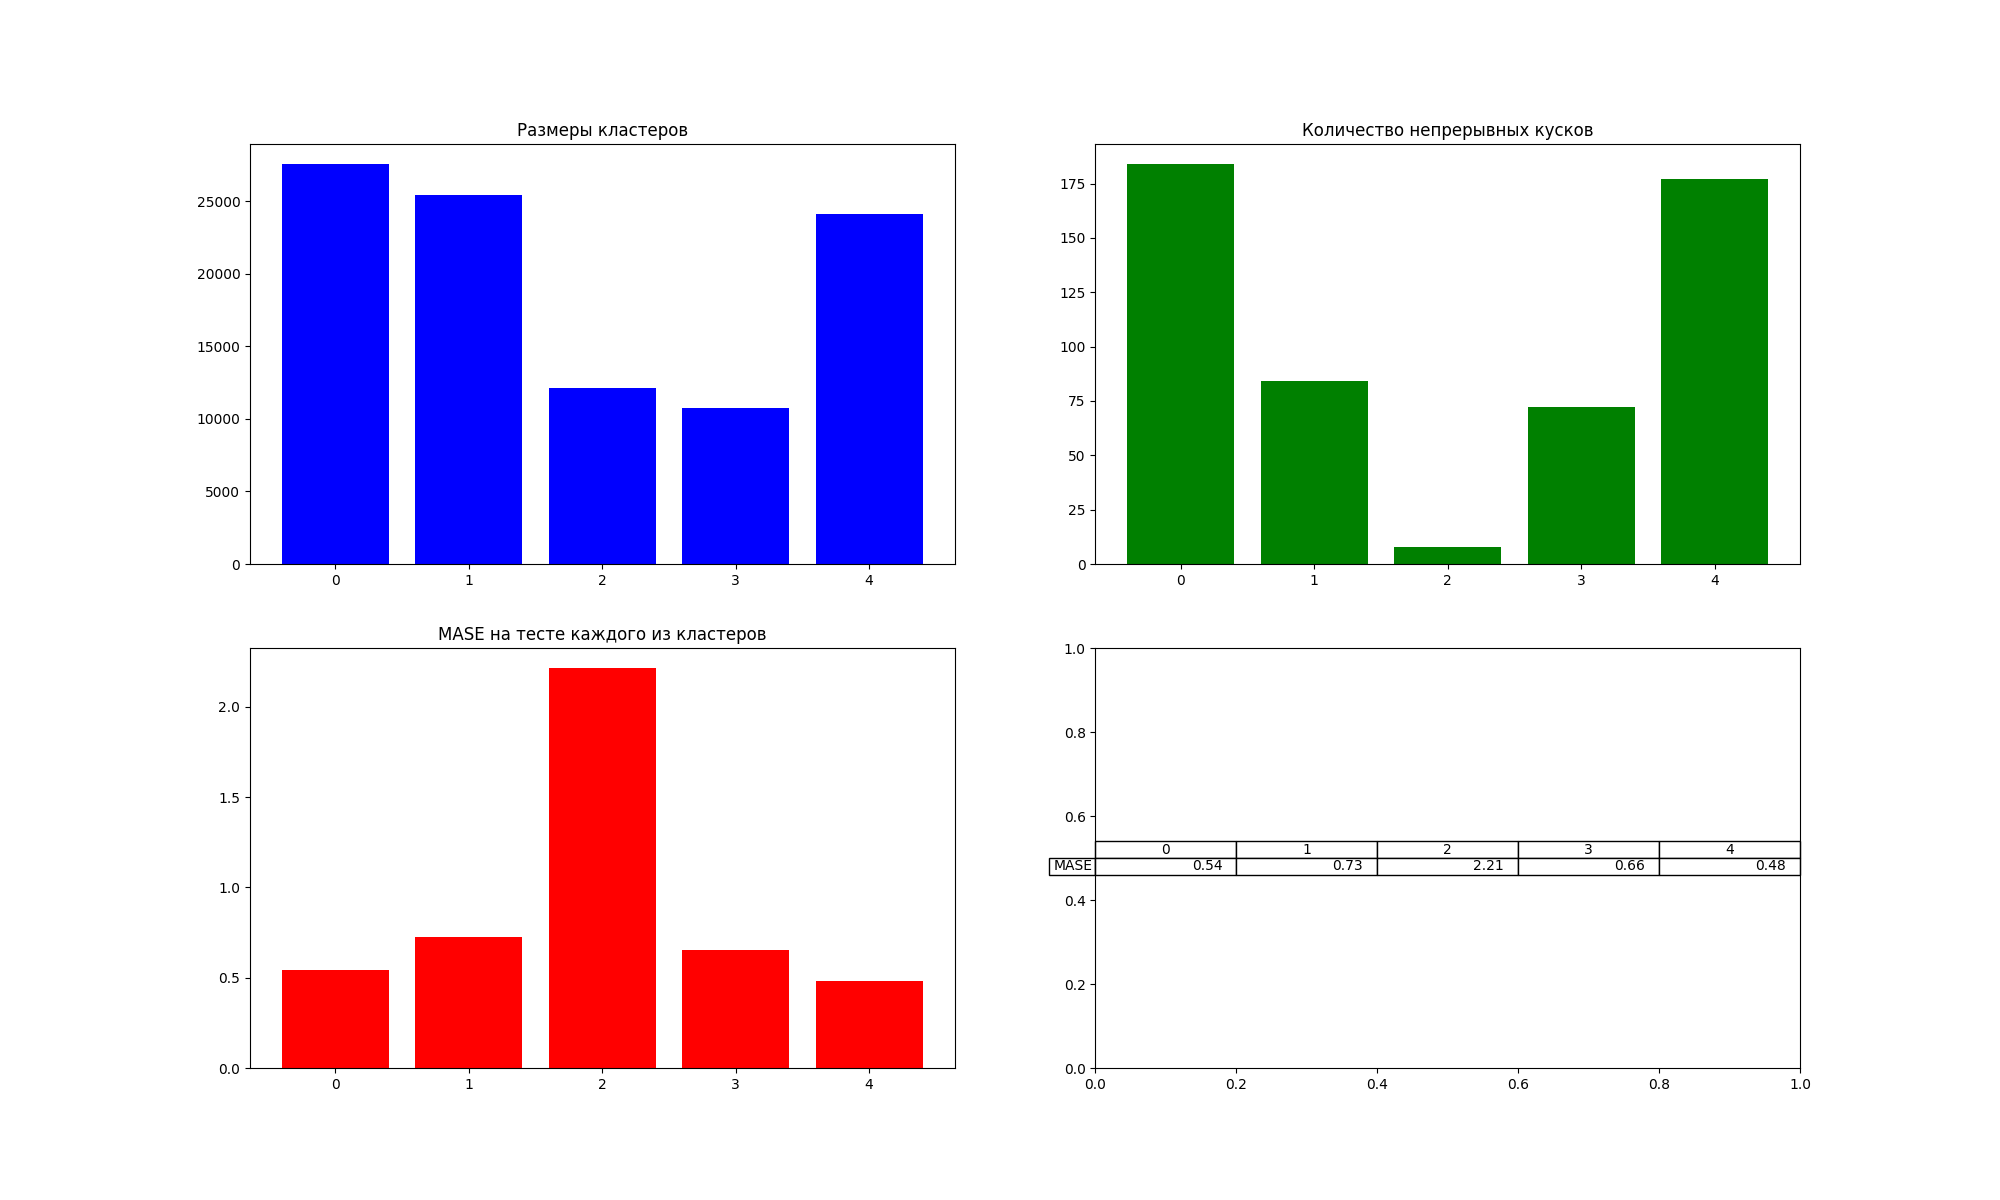 Размеры кластеров
25000
20000
15000
10000
5000
0
0 1 2 3 4
Количество непрерывных кусков
175
150
125
100
75
50
25
0
0 1 2 3 4
MASE на тесте каждого из кластеров
2.0
1.5
1.0
0.5
0.0
0 1 2 3 4
1.0
0.8
0.6
0 1 2 3 4
MASE 0.54 0.73 2.21 0.66 0.48
0.4
0.2
0.0
0.0 0.2 0.4 0.6 0.8 1.0